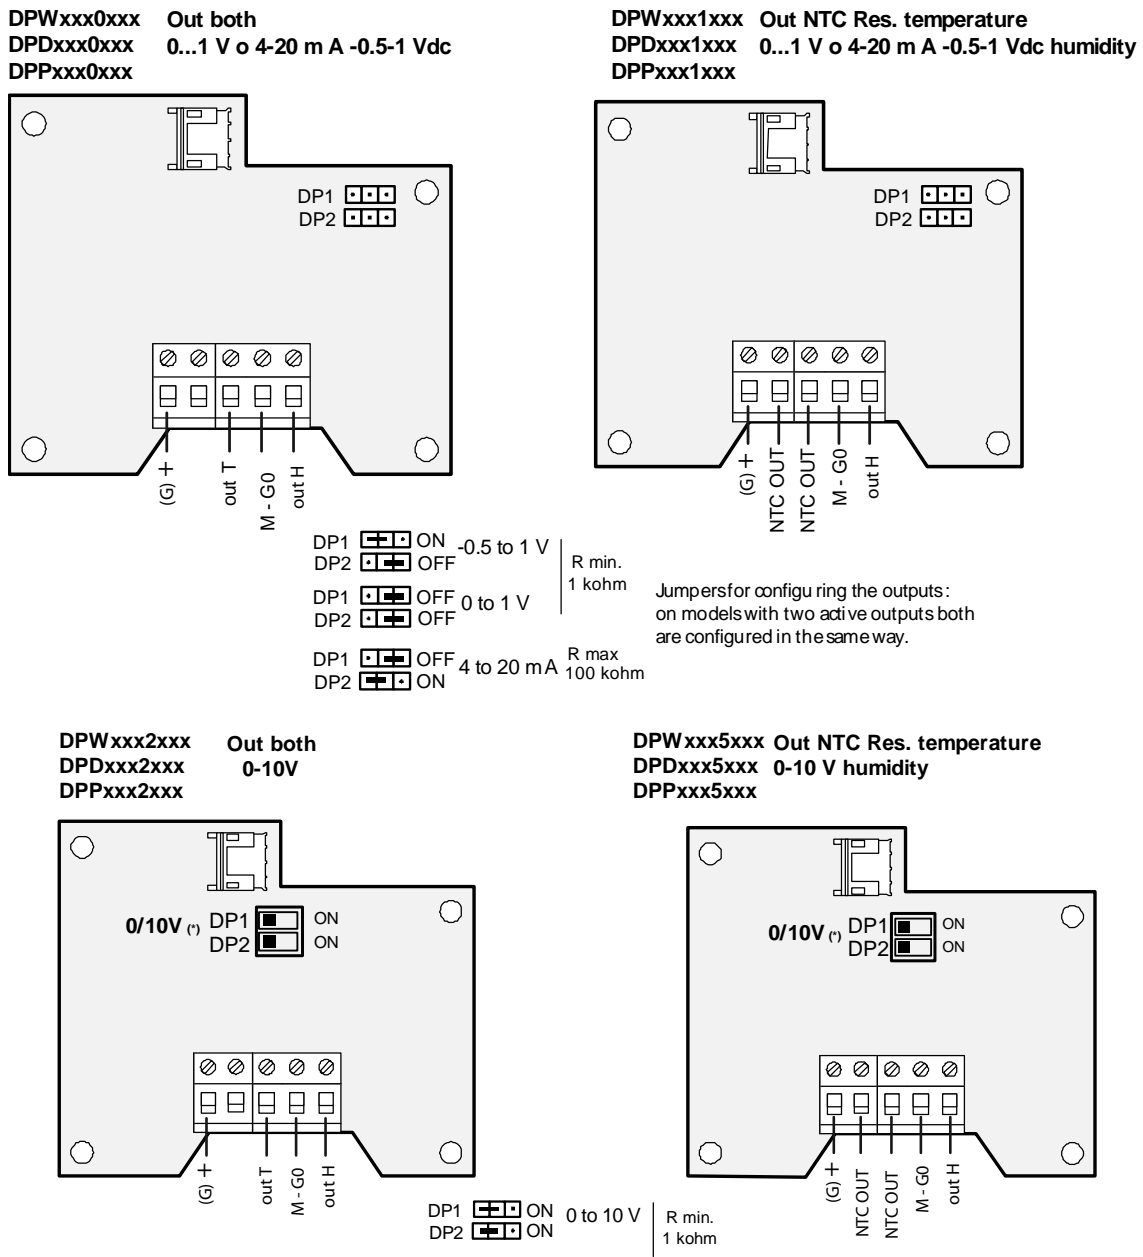 DPWxxx0xxx Out both
DPDxxx0xxx 0...1 V o 4-20 m A -0.5-1 Vdc
DPPxxx0xxx
DP1
DP2
(G) +
out T
M - G0
out H
DPWxxx1xxx Out NTC Res. temperature
DPDxxx1xxx 0...1 V o 4-20 m A -0.5-1 Vdc humidity
DPPxxx1xxx
DP1
DP2
(G) +
NTC OUT
NTC OUT
M - G0
out H
DP1 ON -0.5 to 1 V
DP2 OFF
DP1 OFF 0 to 1 V
DP2 OFF
R min.
1 kohm
DP1 OFF 4 to 20 mA
DP2 ON
R max
100 kohm
Jumpersfor configu ring the outputs:
on models with two active outputs both
are configured in the same way.
DPWxxx2xxx Out both
DPDxxx2xxx 0-10V
DPPxxx2xxx
0/10V (*) DP1 ON
DP2 ON
(G) +
out T
M - G0
out H
DPWxxx5xxx Out NTC Res. temperature
DPDxxx5xxx 0-10 V humidity
DPPxxx5xxx
0/10V (*) DP1 ON
DP2 ON
(G) +
NTC OUT
NTC OUT
M - G0
out H
DP1 ON 0 to 10 V
DP2 ON
R min.
1 kohm